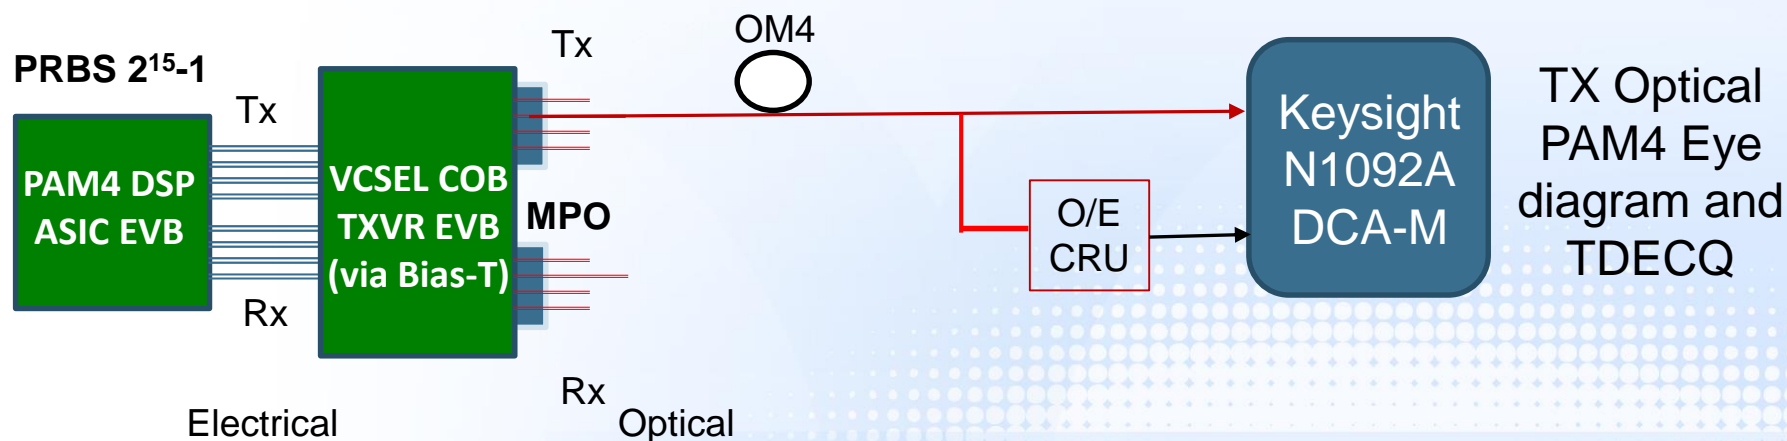 PRBS 2¹⁵-1
Tx
PAM4 DSP
ASIC EVB
Rx
Electrical
VCSEL COB
TXVR EVB
(via Bias-T)
Tx
MPO
Rx
Optical
OM4
O/E
CRU
Keysight
N1092A
DCA-M
TX Optical
PAM4 Eye
diagram and
TDECQ